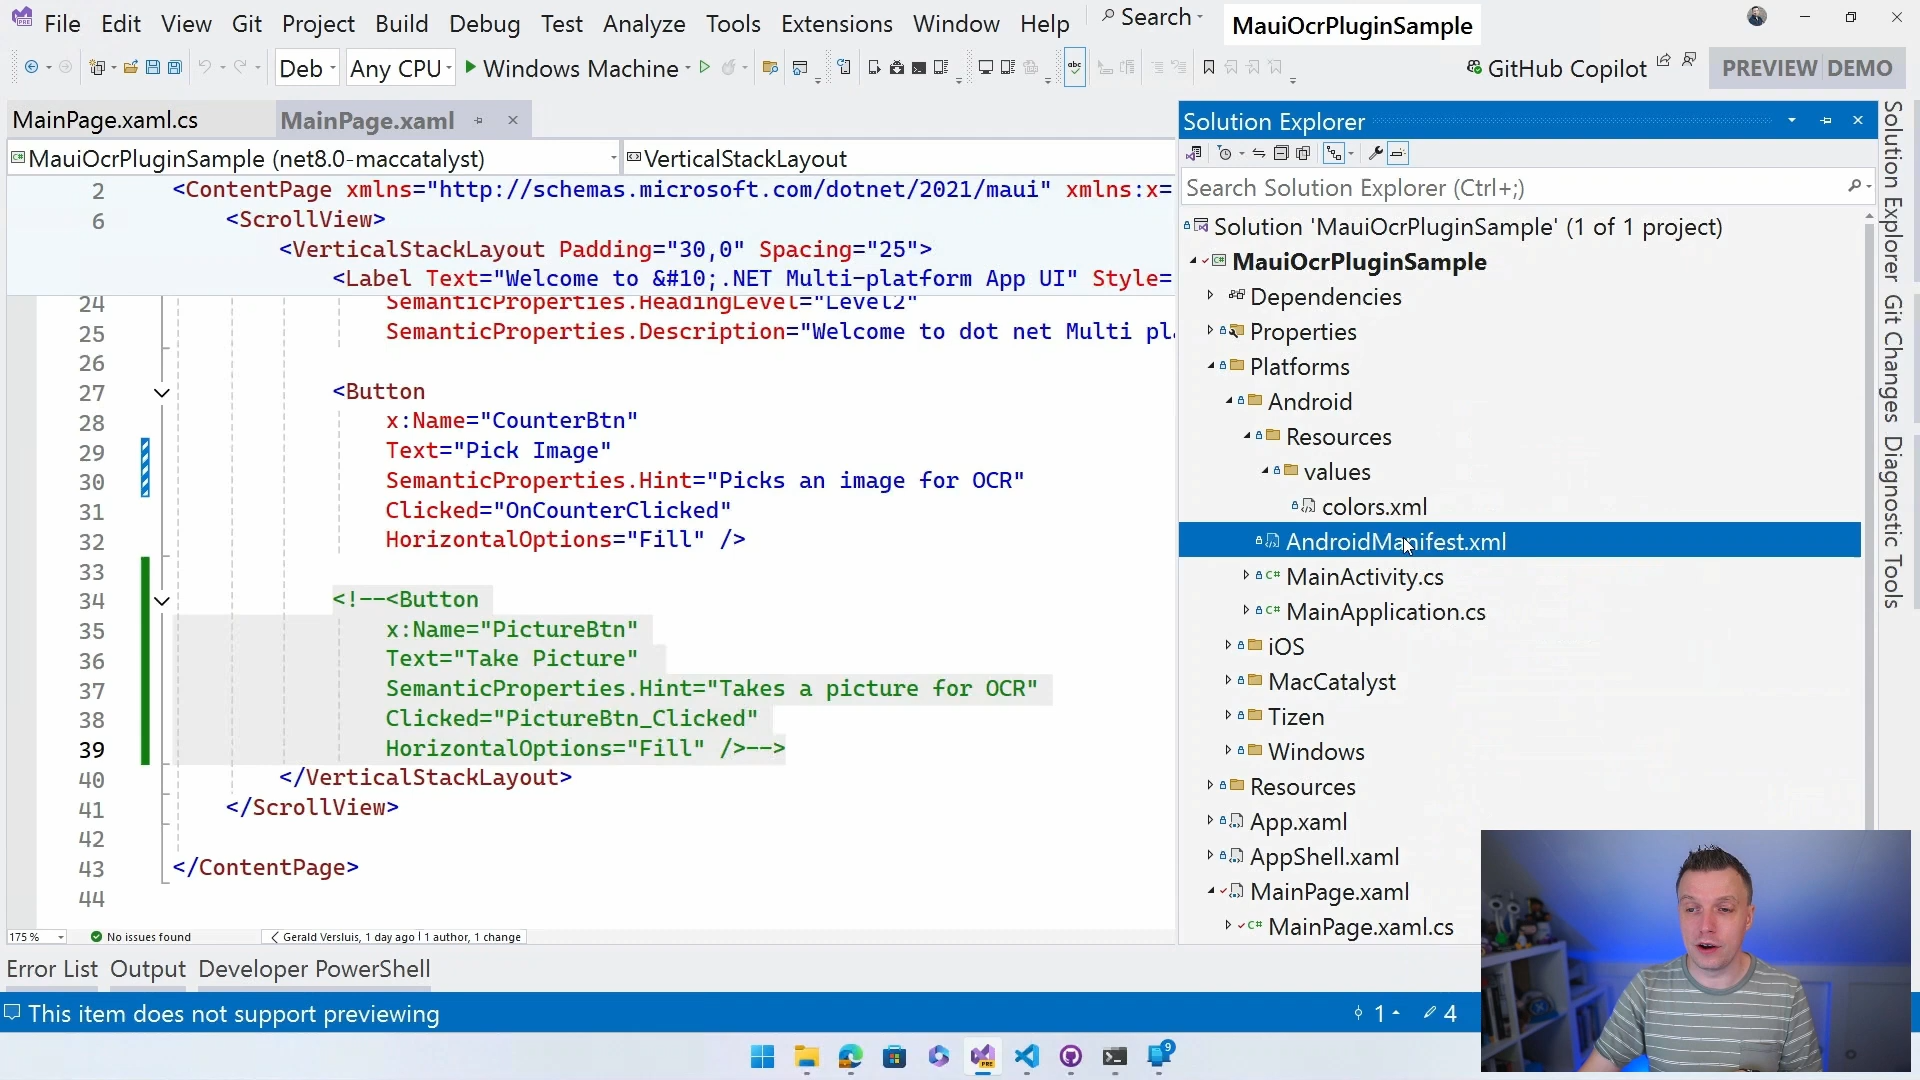 File Edit View Git Project Build Debug Test Analyze Tools Extensions Window Help Search MauiOcrPluginSample
Deb Any CPU Windows Machine abc GitHub Copilot PREVIEW DEMO
MainPage.xaml.cs MainPage.xaml
MauiOcrPluginSample (net8.0-maccatalyst) VerticalStackLayout
2 <ContentPage xmlns="http://schemas.microsoft.com/dotnet/2021/maui" xmlns:x=
6 <ScrollView>
<VerticalStackLayout Padding="30,0" Spacing="25">
<Label Text="Welcome to &#10;.NET Multi-platform App UI" Style=
24 SemanticProperties.HeadingLevel="Level2"
25 SemanticProperties.Description="Welcome to dot net Multi pl
26
27 <Button
28 x:Name="CounterBtn"
29 Text="Pick Image"
30 SemanticProperties.Hint="Picks an image for OCR"
31 Clicked="OnCounterClicked"
32 HorizontalOptions="Fill" />
33
34 <!--<Button
35 x:Name="PictureBtn"
36 Text="Take Picture"
37 SemanticProperties.Hint="Takes a picture for OCR"
38 Clicked="PictureBtn_Clicked"
39 HorizontalOptions="Fill" />-->
40 </VerticalStackLayout>
41 </ScrollView>
42
43 </ContentPage>
44
175 % No issues found Gerald Versluis, 1 day ago | 1 author, 1 change
Error List Output Developer PowerShell
This item does not support previewing 1 4
Solution Explorer
Search Solution Explorer (Ctrl+;)
Solution 'MauiOcrPluginSample' (1 of 1 project)
MauiOcrPluginSample
Dependencies
Properties
Platforms
Android
Resources
values
colors.xml
AndroidManifest.xml
MainActivity.cs
MainApplication.cs
iOS
MacCatalyst
Tizen
Windows
Resources
App.xaml
AppShell.xaml
MainPage.xaml
MainPage.xaml.cs
Solution Explorer
Git Changes
Diagnostic Tools
PRE
9